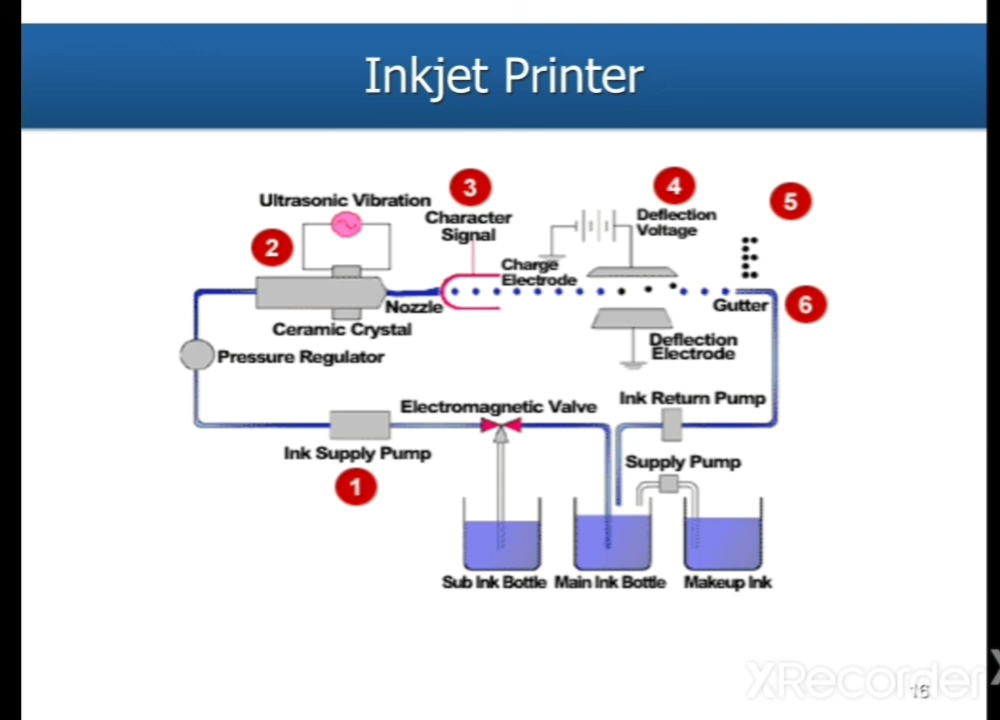 Inkjet Printer
Ultrasonic Vibration
3
Character
Signal
4
Deflection
Voltage
5
2
Charge
Electrode
Nozzle
Gutter
6
Ceramic Crystal
Deflection
Electrode
Pressure Regulator
Electromagnetic Valve
Ink Return Pump
Ink Supply Pump
Supply Pump
1
Sub Ink Bottle
Main Ink Bottle
Makeup Ink
E
XRecorder
16